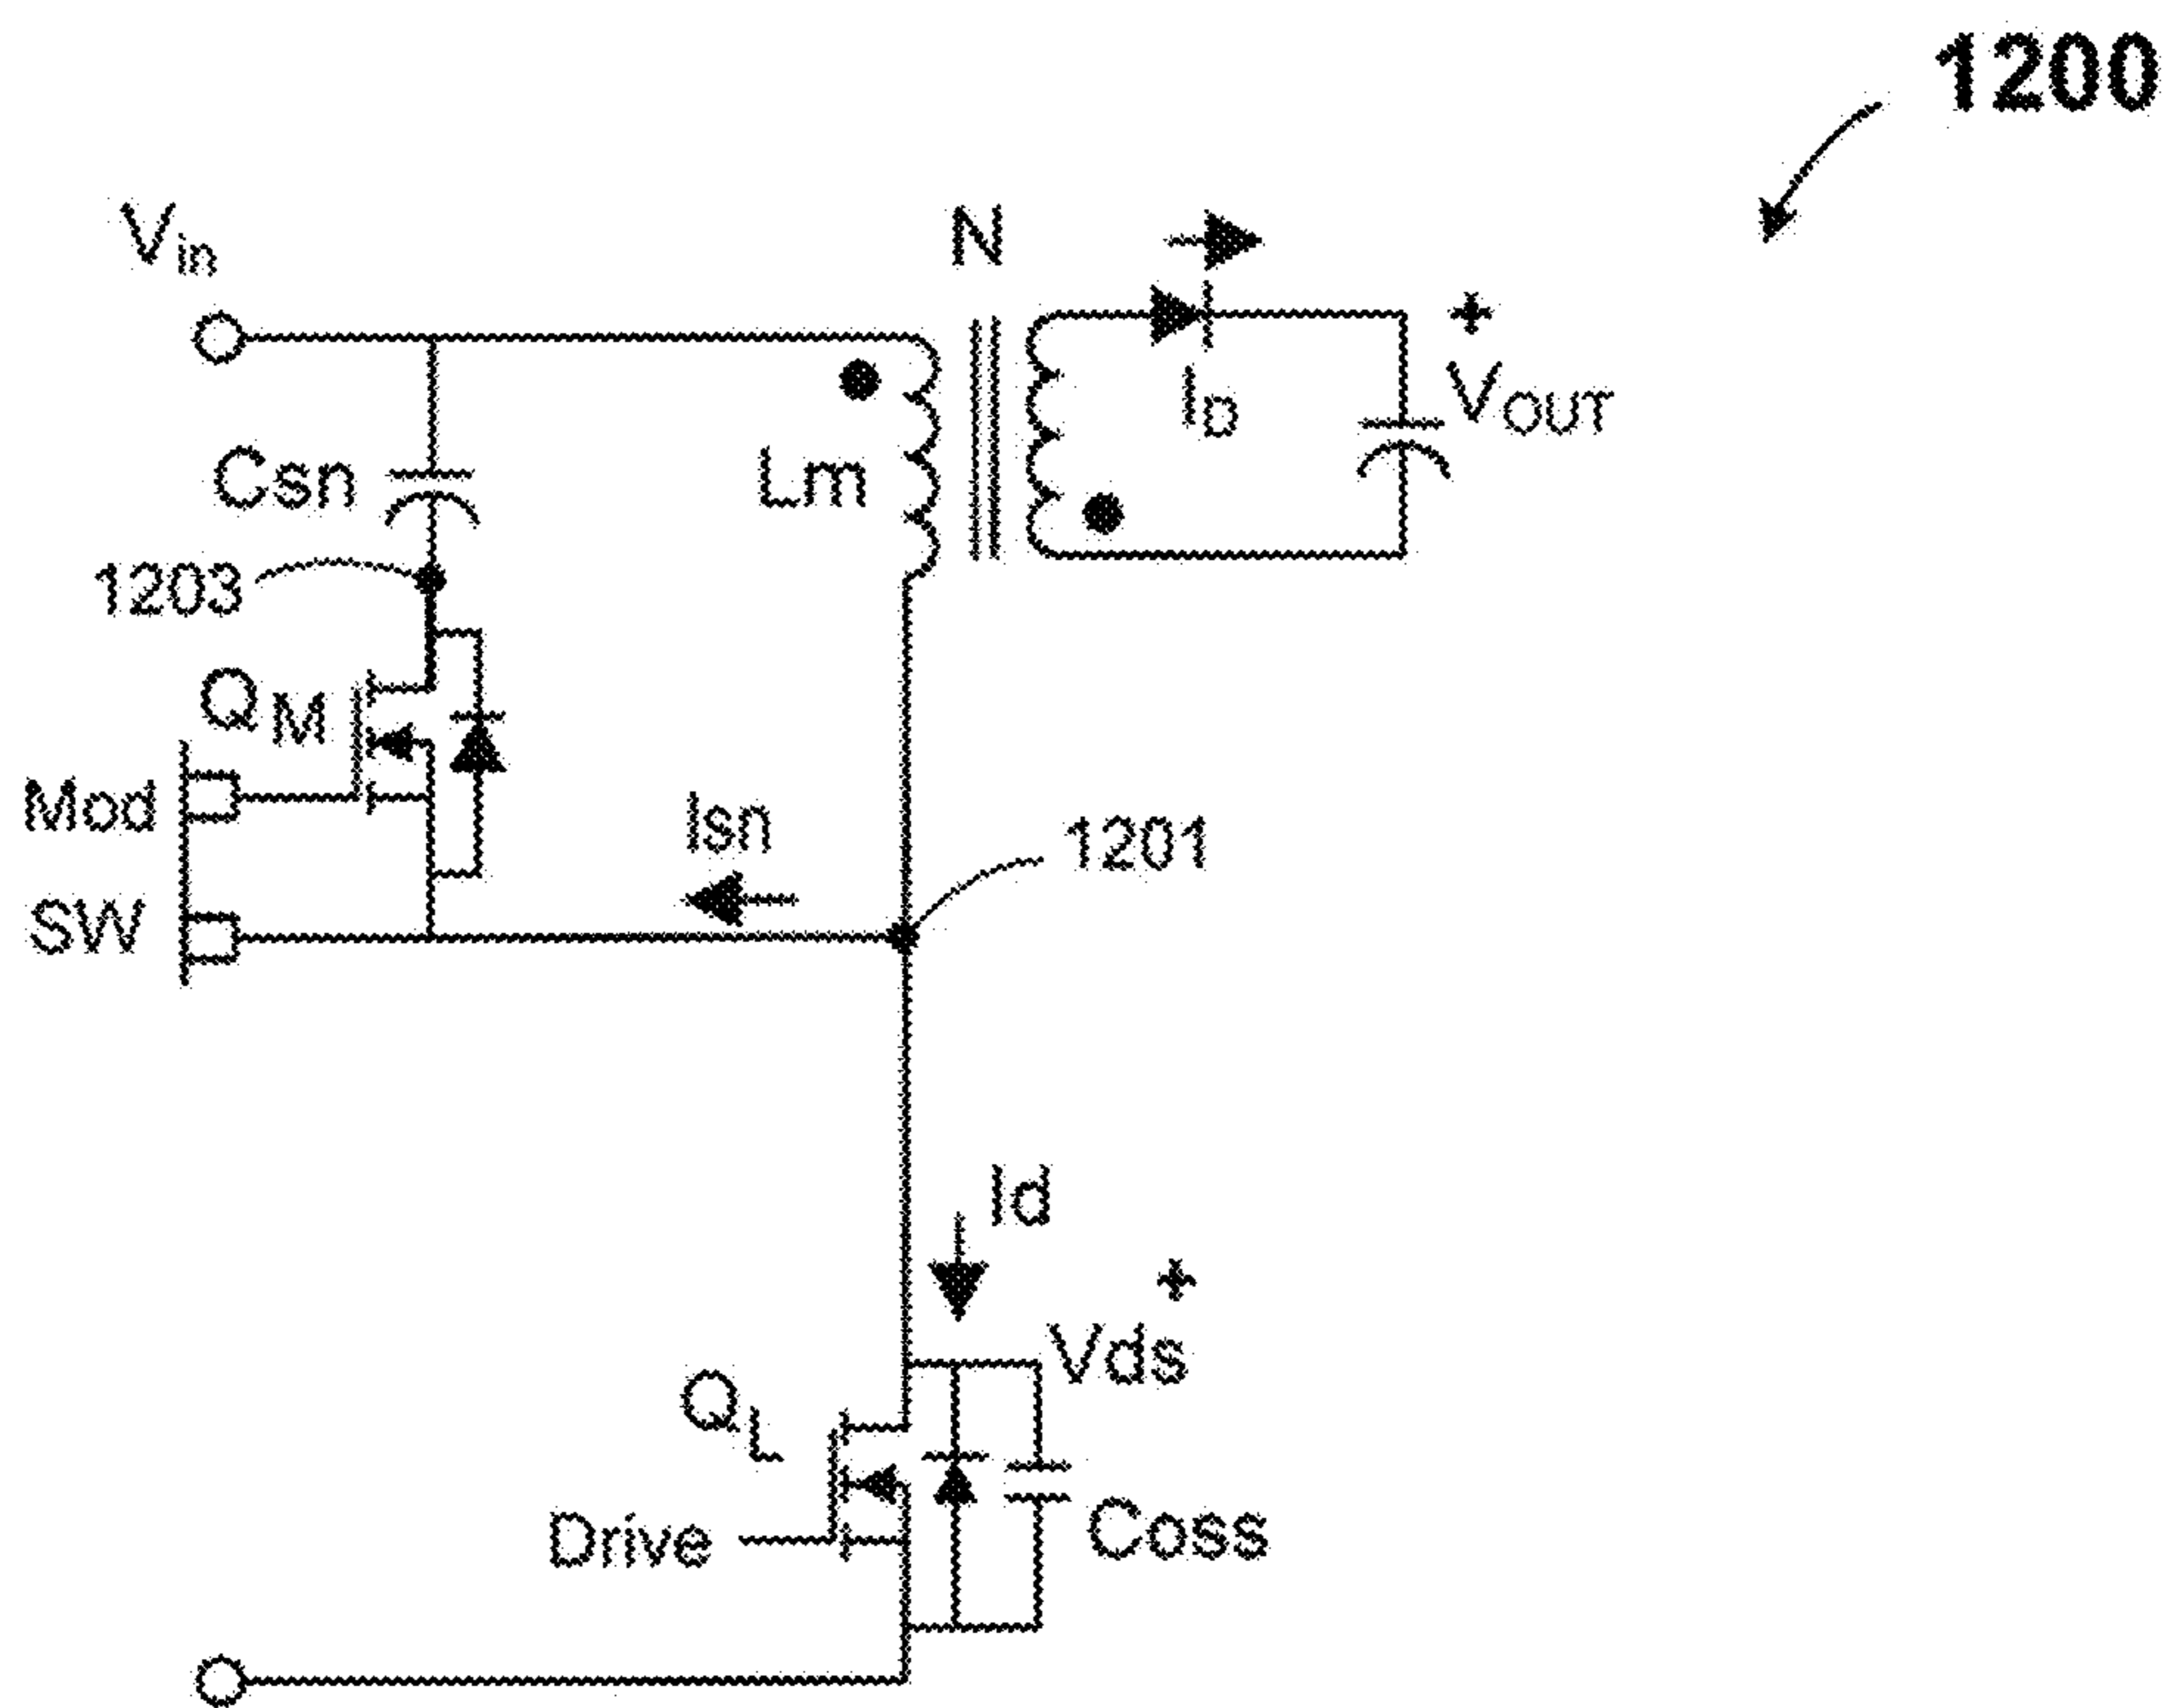 1200
Vin
N
+
ID
VOUT
Csn
Lm
1203
QM
Mod
Isn
1201
SW
Id
+
Vds
QL
Drive
Coss